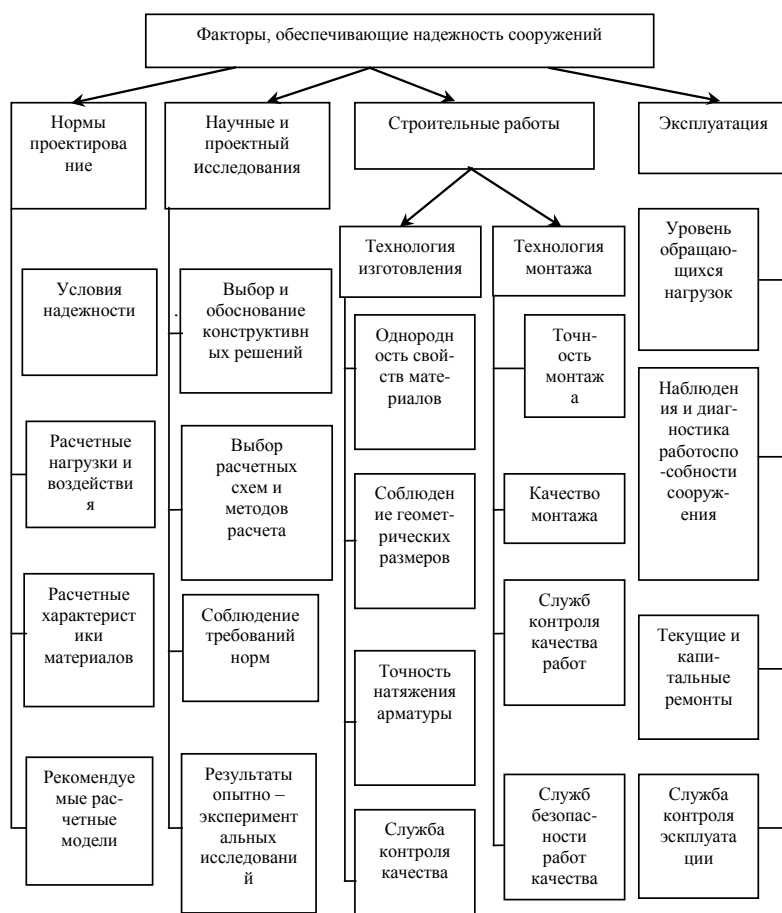 Факторы, обеспечивающие надежность сооружений
Нормы
проектирова
ние
Научные и
проектный
исследования
Строительные работы
Эксплуатация
Технология
изготовления
Технология
монтажа
Условия
надежности
Расчетные
нагрузки и
воздействи
я
Расчетные
характерист
ики
материалов
Рекомендуе
мые рас-
четные
модели
Выбор и
обоснование
конструктивн
ых решений
Выбор
расчетных
схем и
методов
расчета
Соблюдение
требований
норм
Результаты
опытно –
эксперимент
альных
исследовани
й
Однород
ность свой-
ств мате-
риалов
Соблюден
ие геомет-
рических
размеров
Точность
натяжения
арматуры
Служба
контроля
качества
Точ-
ность
монтаж
а
Качество
монтажа
Служб
контроля
качества
работ
Служб
безопас-
ности
работ
качества
Уровень
обращаю-
щихся
нагрузок
Наблюден
ия и диаг-
ностика
работоспо
-собности
сооруж-
ения
Текущие и
капи-
тальные
ремонты
Служба
контроля
эскплуата
ции